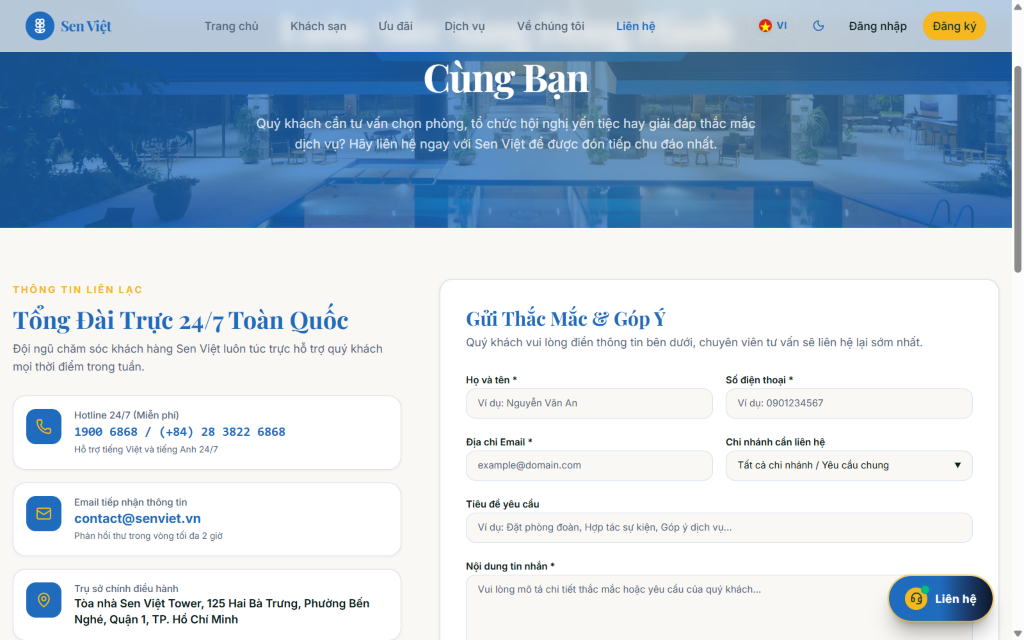 Sen Việt
Trang chủ
Khách sạn
Ưu đãi
Dịch vụ
Về chúng tôi
Liên hệ
VI
Đăng nhập
Đăng ký
Cùng Bạn
Quý khách cần tư vấn chọn phòng, tổ chức hội nghị yến tiệc hay giải đáp thắc mắc
dịch vụ? Hãy liên hệ ngay với Sen Việt để được đón tiếp chu đáo nhất.
THÔNG TIN LIÊN LẠC
Tổng Đài Trực 24/7 Toàn Quốc
Đội ngũ chăm sóc khách hàng Sen Việt luôn túc trực hỗ trợ quý khách
mọi thời điểm trong tuần.
Hotline 24/7 (Miễn phí)
1900 6868 / (+84) 28 3822 6868
Hỗ trợ tiếng Việt và tiếng Anh 24/7
Email tiếp nhận thông tin
contact@senviet.vn
Phản hồi thư trong vòng tối đa 2 giờ
Trụ sở chính điều hành
Tòa nhà Sen Việt Tower, 125 Hai Bà Trưng, Phường Bến
Nghé, Quận 1, TP. Hồ Chí Minh
Gửi Thắc Mắc & Góp Ý
Quý khách vui lòng điền thông tin bên dưới, chuyên viên tư vấn sẽ liên hệ lại sớm nhất.
Họ và tên *
Ví dụ: Nguyễn Văn An
Số điện thoại *
Ví dụ: 0901234567
Địa chỉ Email *
example@domain.com
Chi nhánh cần liên hệ
Tất cả chi nhánh / Yêu cầu chung
Tiêu đề yêu cầu
Ví dụ: Đặt phòng đoàn, Hợp tác sự kiện, Góp ý dịch vụ...
Nội dung tin nhắn *
Vui lòng mô tả chi tiết thắc mắc hoặc yêu cầu của quý khách...
Liên hệ